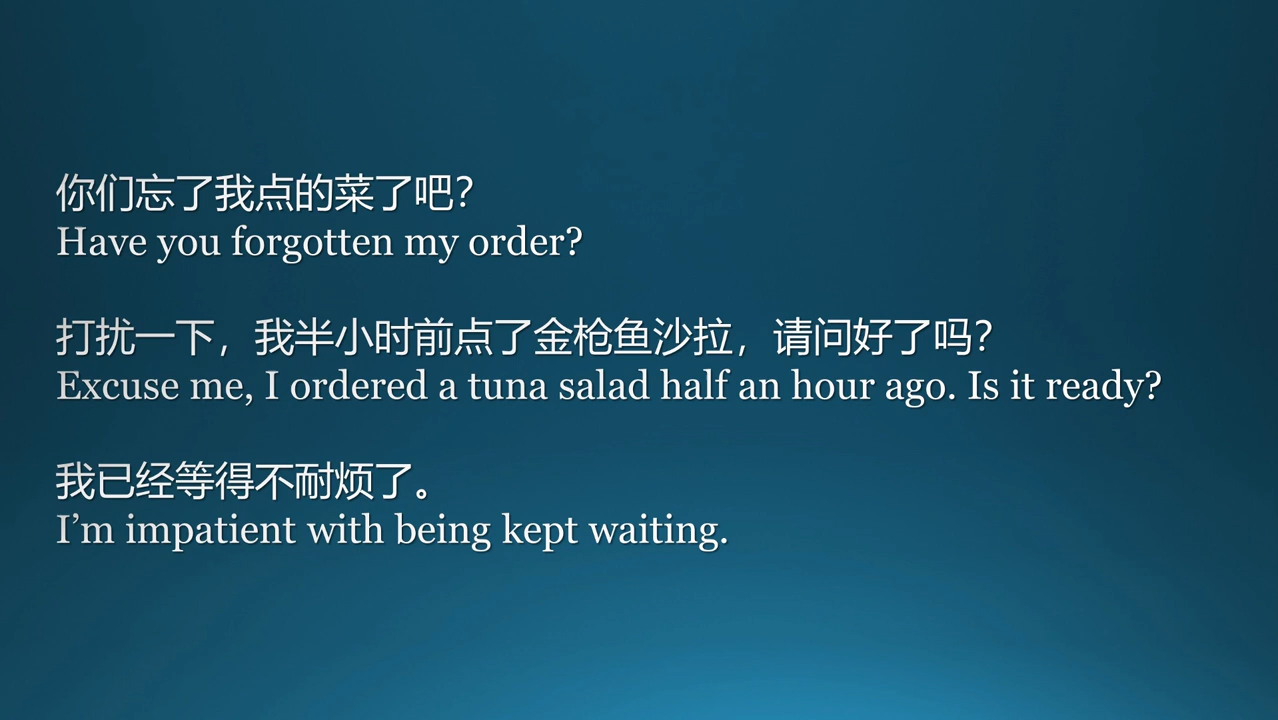 你们忘了我点的菜了吧？
Have you forgotten my order?
打扰一下，我半小时前点了金枪鱼沙拉，请问好了吗？
Excuse me, I ordered a tuna salad half an hour ago. Is it ready?
我已经等得不耐烦了。
I’m impatient with being kept waiting.